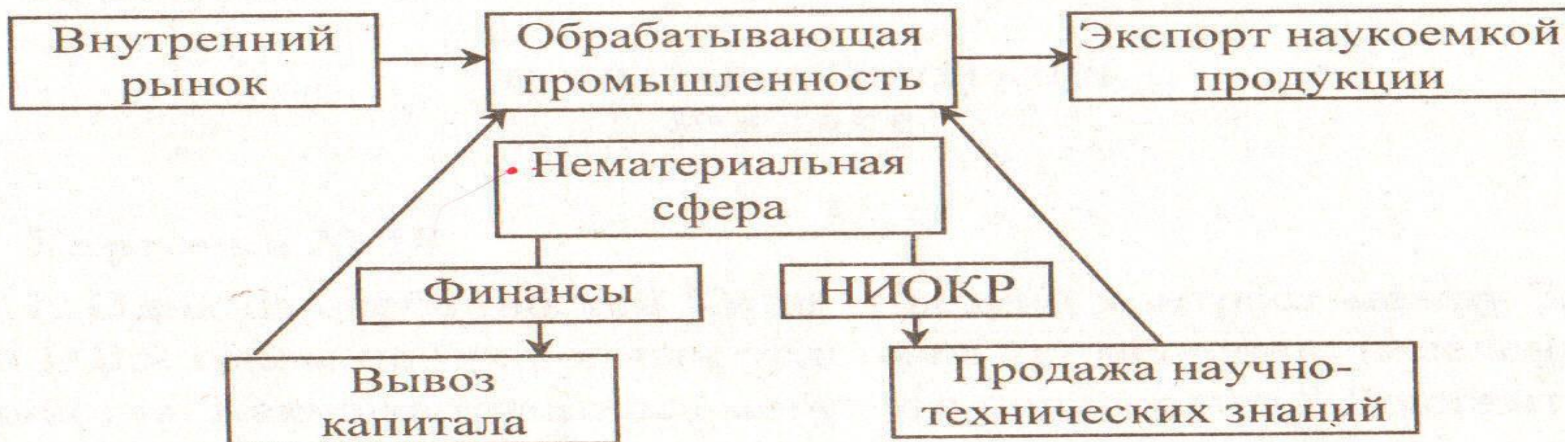 Внутренний
рынок
Обрабатывающая
промышленность
Экспорт наукоемкой
продукции
Нематериальная
сфера
Финансы
НИОКР
Вывоз
капитала
Продажа научно-
технических знаний